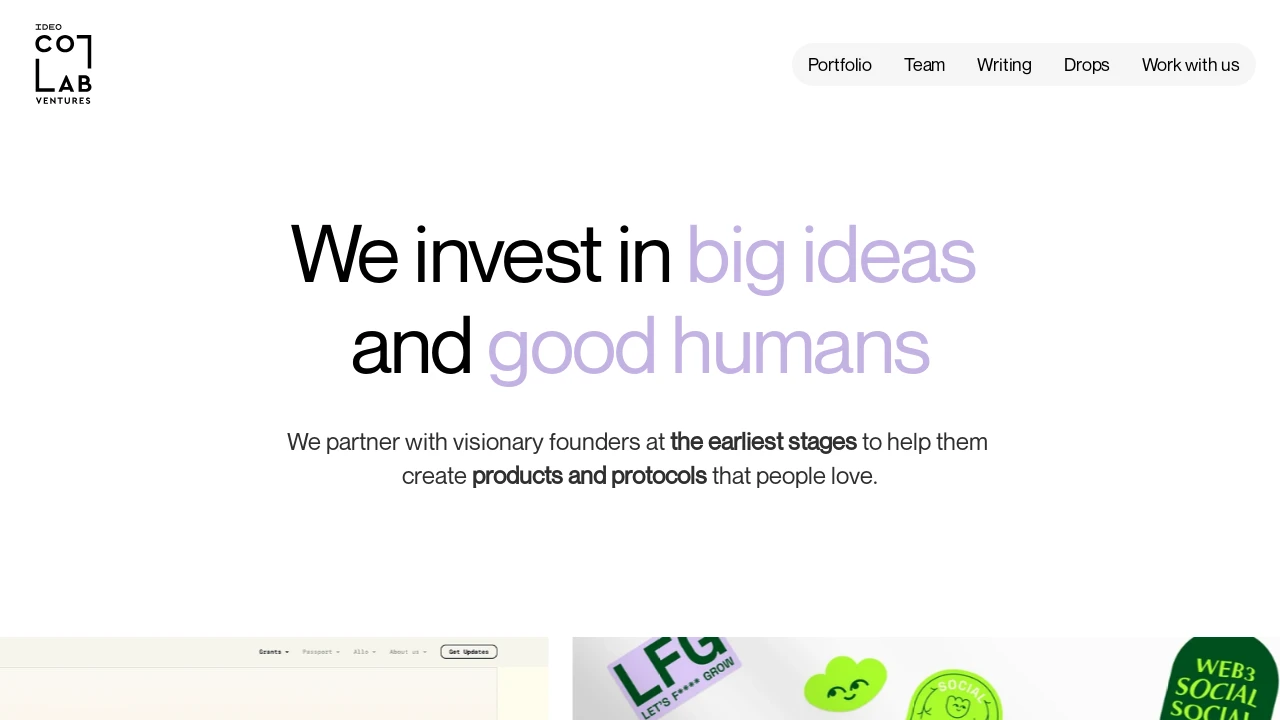 IDEO
CO
LAB
VENTURES
Portfolio
Team
Writing
Drops
Work with us
We invest in big ideas
and good humans
We partner with visionary founders at the earliest stages to help them
create products and protocols that people love.
Grants
Passport
Allo
About us
Get Updates
LFG
LET'S F**** GROW
SOCIAL
WEB3
SOCIAL
SOCIAL